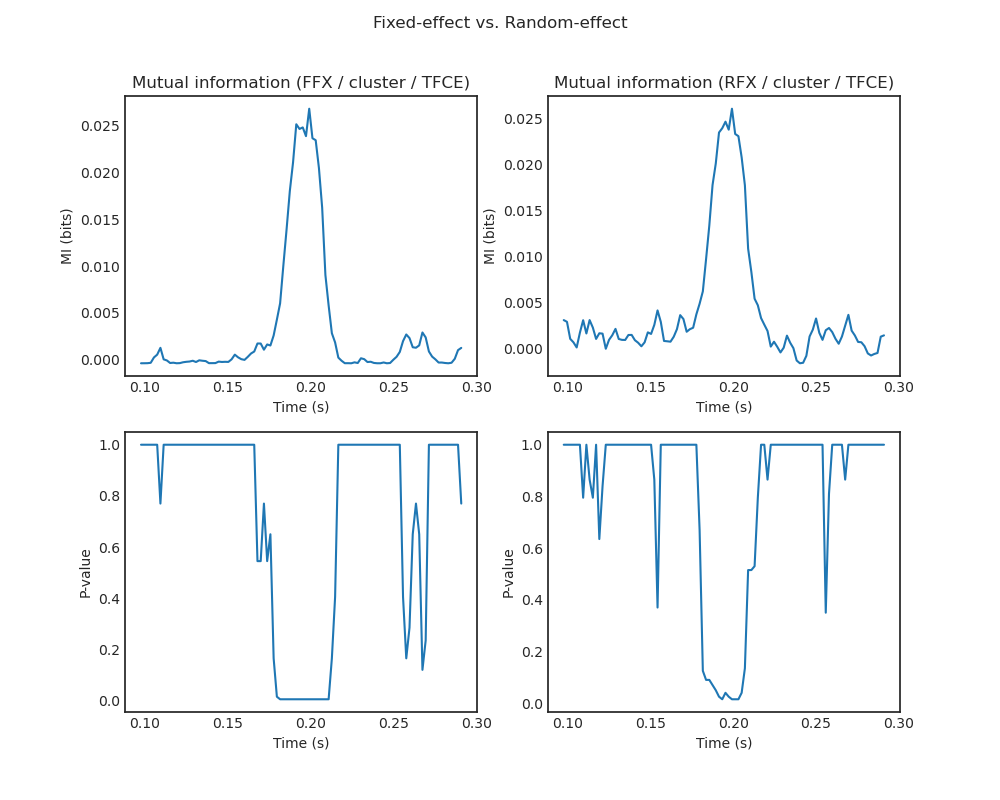 Fixed-effect vs. Random-effect
Mutual information (FFX / cluster / TFCE)
MI (bits)
0.025
0.020
0.015
0.010
0.005
0.000
0.10 0.15 0.20 0.25 0.30
Time (s)
Mutual information (RFX / cluster / TFCE)
MI (bits)
0.025
0.020
0.015
0.010
0.005
0.000
0.10 0.15 0.20 0.25 0.30
Time (s)
P-value
1.0
0.8
0.6
0.4
0.2
0.0
0.10 0.15 0.20 0.25 0.30
Time (s)
P-value
1.0
0.8
0.6
0.4
0.2
0.0
0.10 0.15 0.20 0.25 0.30
Time (s)